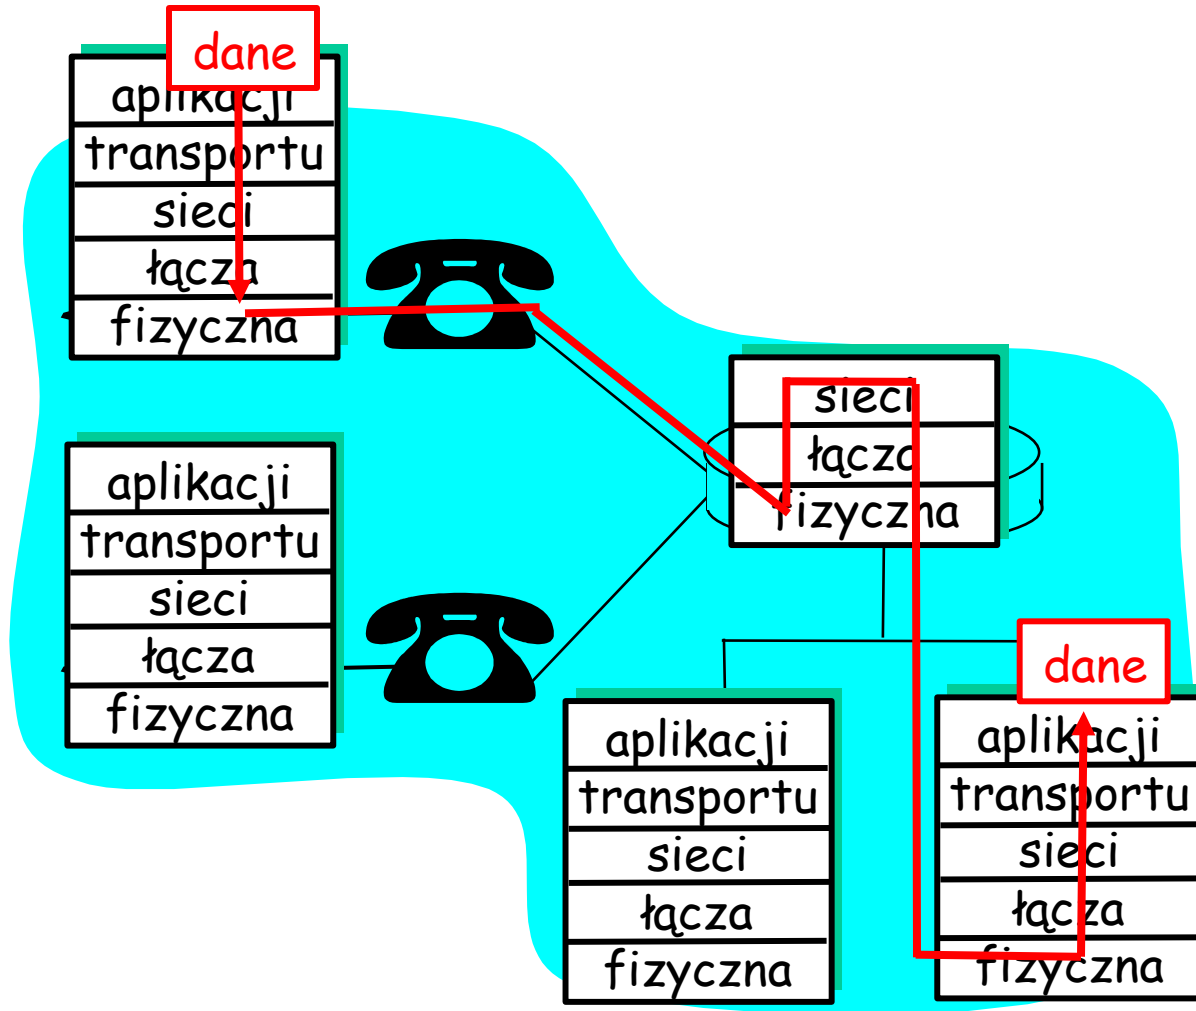 dane
aplikacji
transportu
sieci
łącza
fizyczna
aplikacji
transportu
sieci
łącza
fizyczna
sieci
łącza
fizyczna
aplikacji
transportu
sieci
łącza
fizyczna
dane
aplikacji
transportu
sieci
łącza
fizyczna